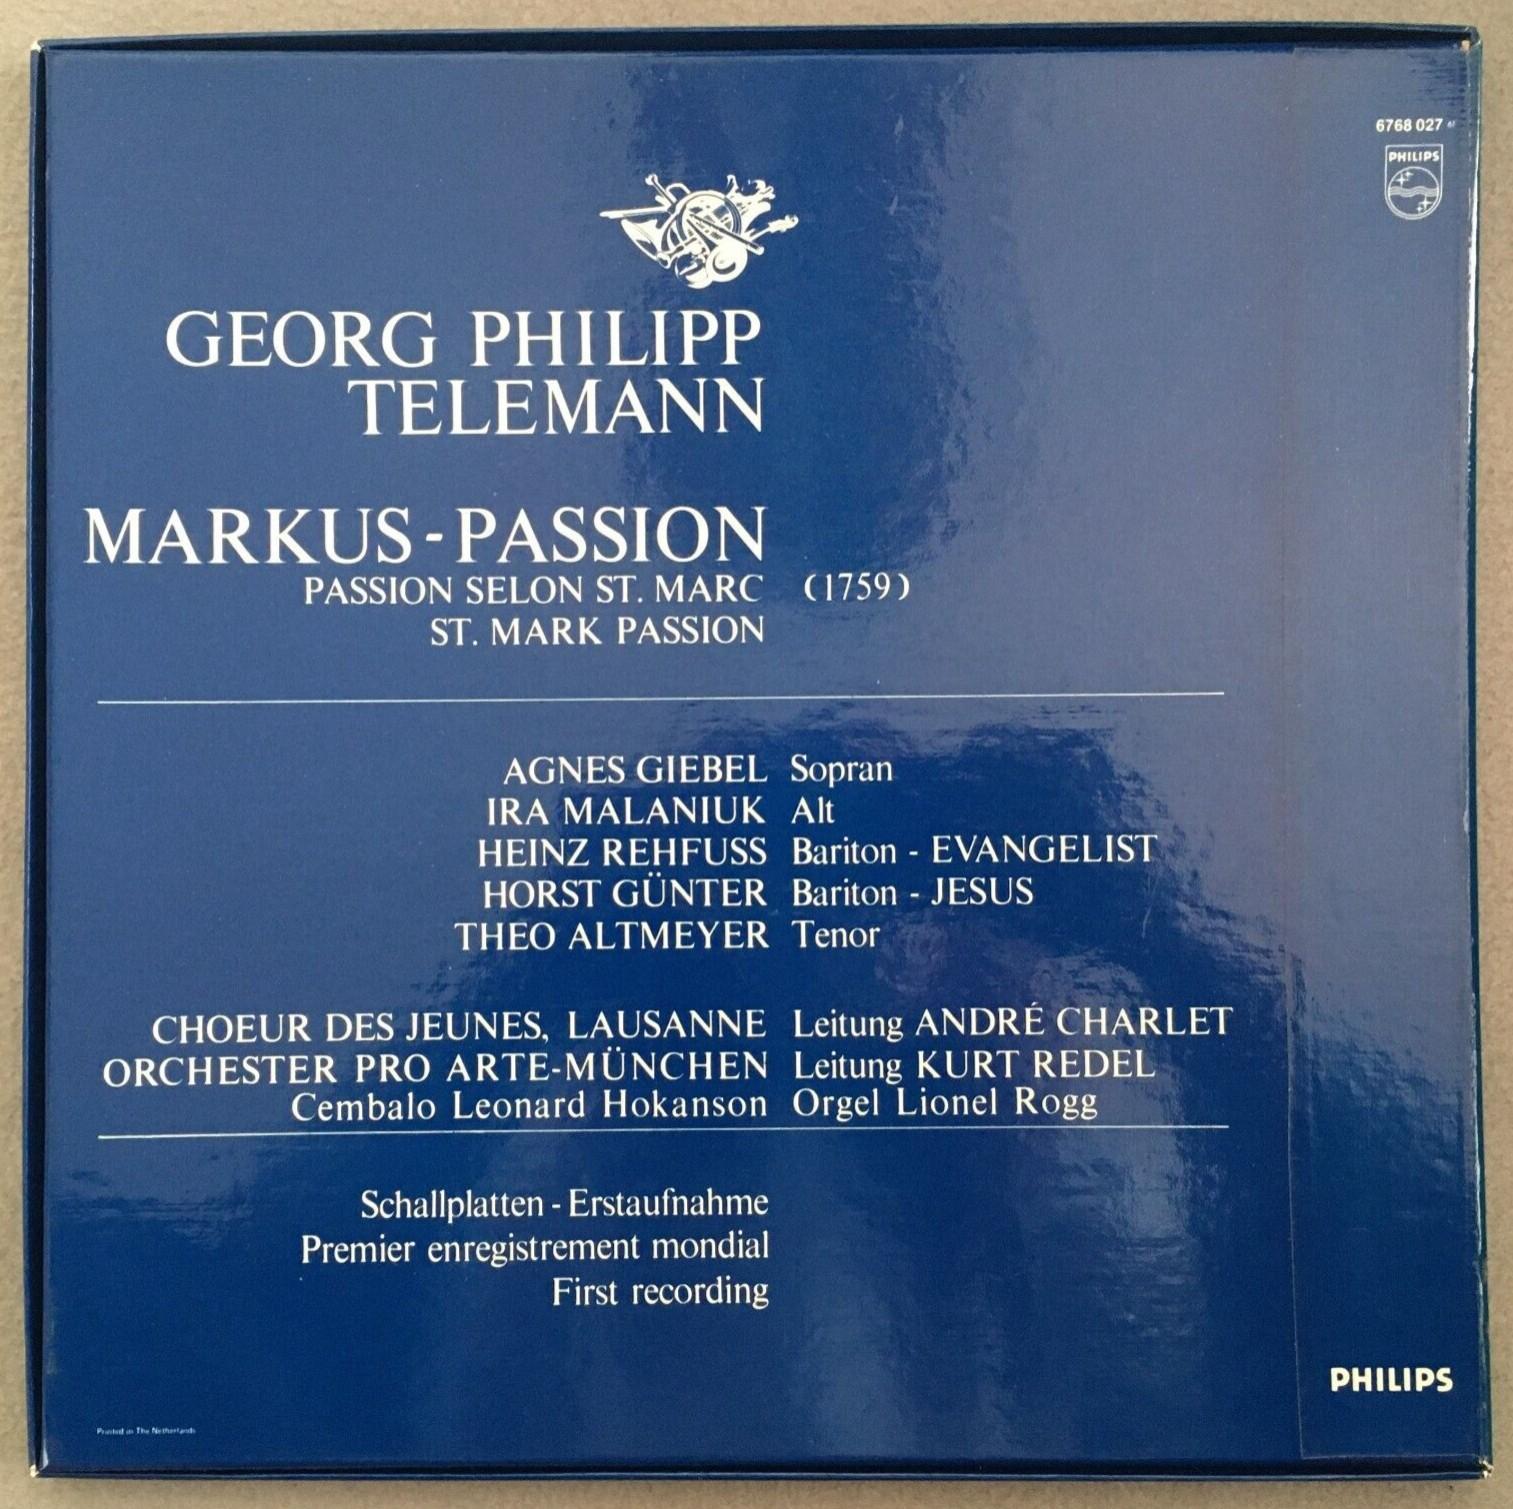 6768 027
PHILIPS
GEORG PHILIPP
TELEMANN
MARKUS-PASSION
PASSION SELON ST. MARC (1759)
ST. MARK PASSION
AGNES GIEBEL Sopran
IRA MALANIUK Alt
HEINZ REHFUSS Bariton - EVANGELIST
HORST GÜNTER Bariton - JESUS
THEO ALTMEYER Tenor
CHOEUR DES JEUNES, LAUSANNE Leitung ANDRÉ CHARLET
ORCHESTER PRO ARTE-MÜNCHEN Leitung KURT REDEL
Cembalo Leonard Hokanson Orgel Lionel Rogg
Schallplatten - Erstaufnahme
Premier enregistrement mondial
First recording
PHILIPS
Printed in The Netherlands